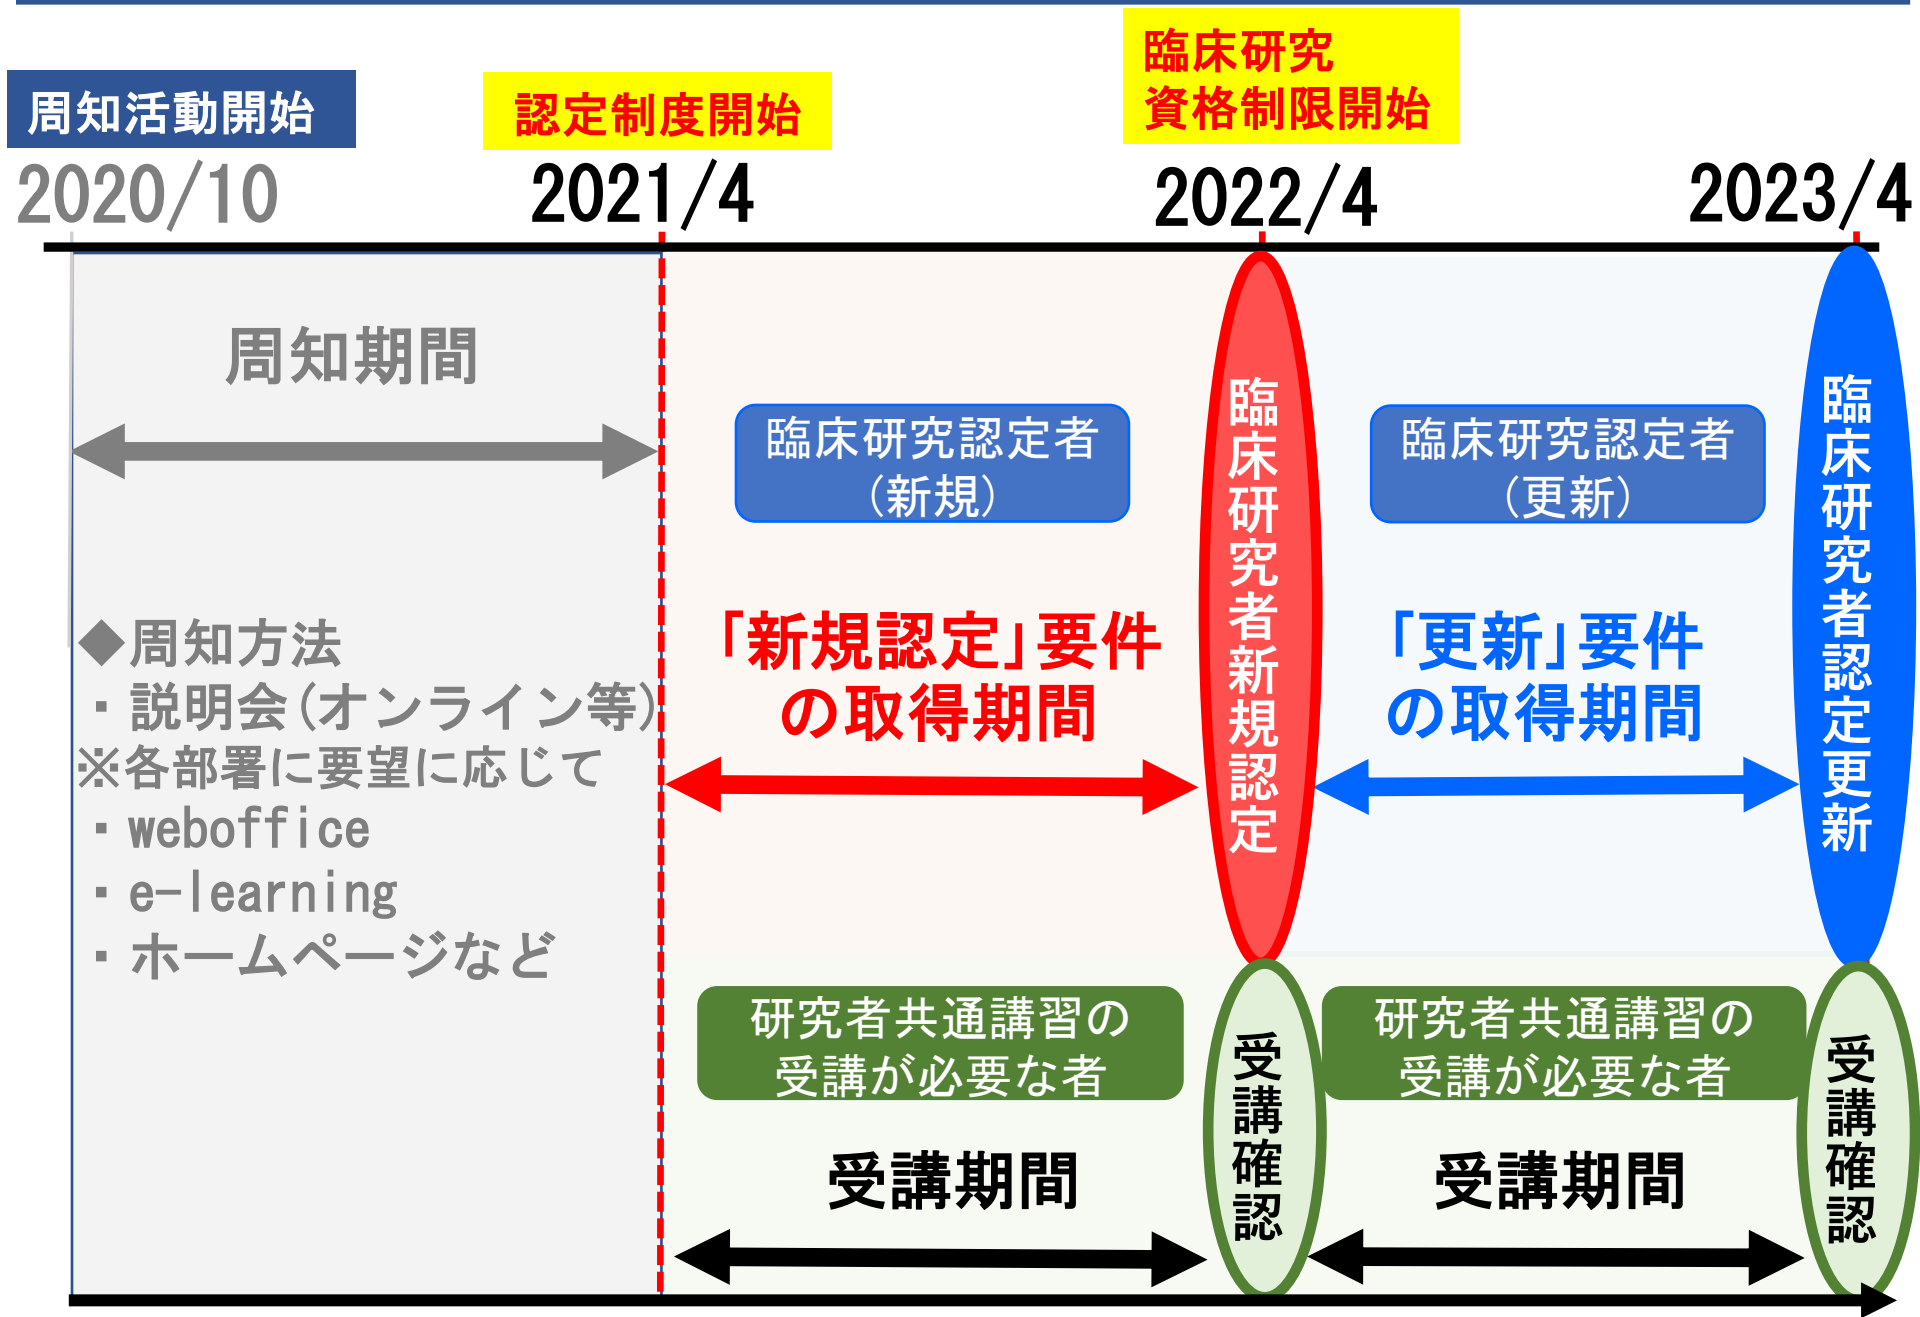 周知活動開始
認定制度開始
臨床研究
資格制限開始
2020/10
2021/4
2022/4
2023/4
周知期間
◆周知方法
・説明会(オンライン等)
※各部署に要望に応じて
・weboffice
・e-learning
・ホームページなど
臨床研究認定者
(新規)
「新規認定」要件
の取得期間
臨床研究者新規認定
臨床研究認定者
(更新)
「更新」要件
の取得期間
臨床研究者認定更新
研究者共通講習の
受講が必要な者
受講期間
受講確認
研究者共通講習の
受講が必要な者
受講期間
受講確認